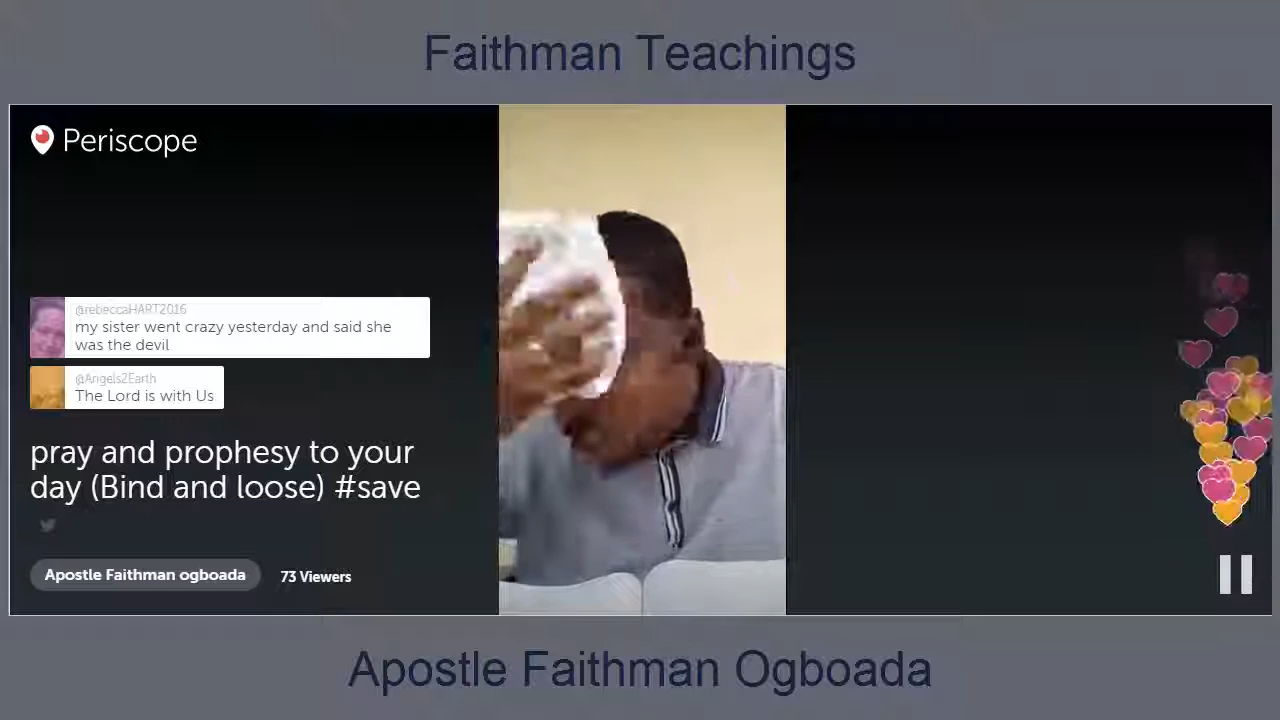 Faithman Teachings
Periscope
@rebeccaHART2016
my sister went crazy yesterday and said she
was the devil
@Angels2Earth
The Lord is with Us
pray and prophesy to your
day (Bind and loose) #save
Apostle Faithman ogboada
73 Viewers
Apostle Faithman Ogboada